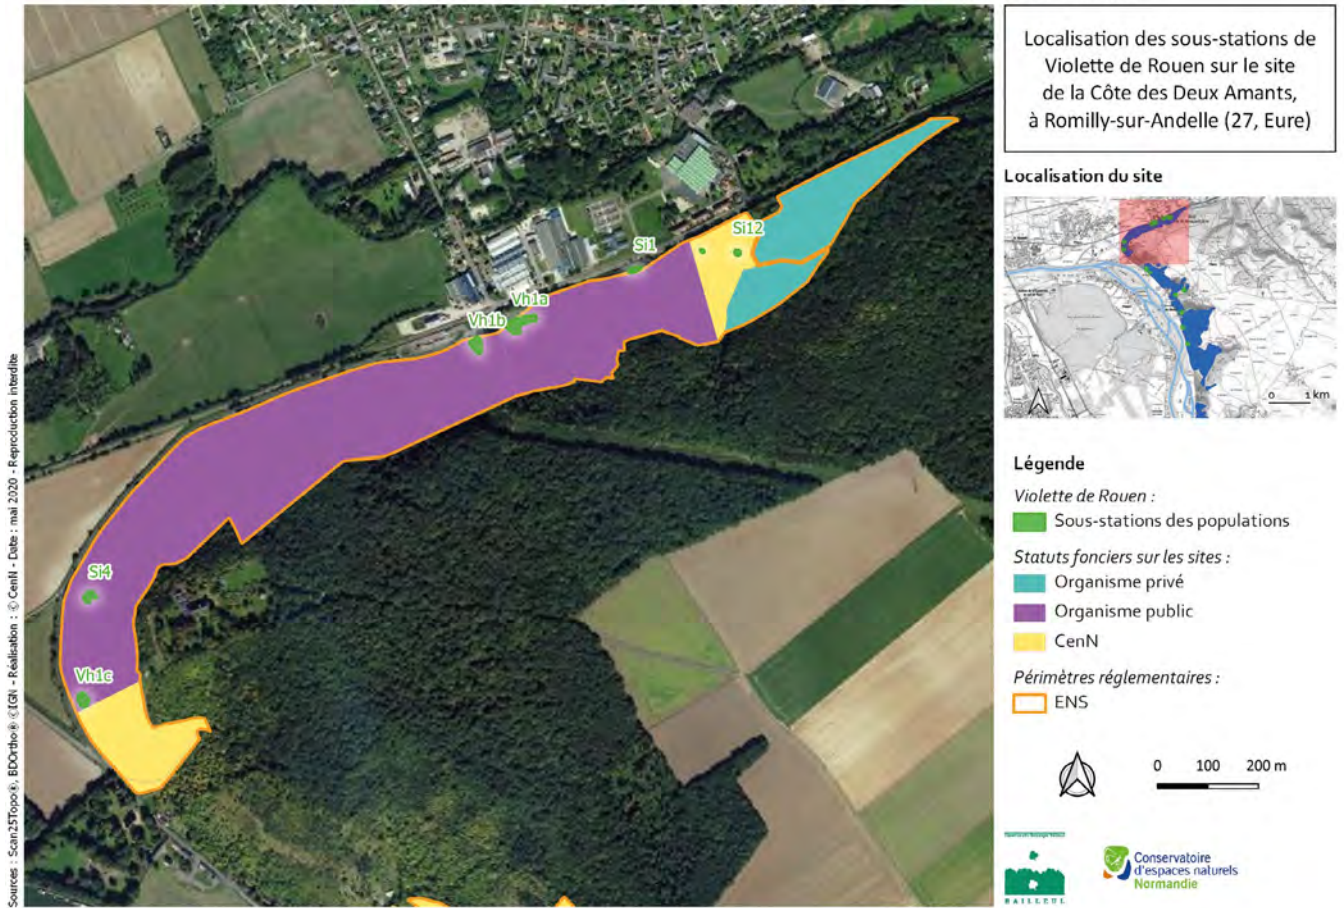 Localisation des sous-stations de
Violette de Rouen sur le site
de la Côte des Deux Amants,
à Romilly-sur-Andelle (27, Eure)
Localisation du site
0 1 km
Légende
Violette de Rouen :
Sous-stations des populations
Statuts fonciers sur les sites :
Organisme privé
Organisme public
CenN
Périmètres réglementaires :
ENS
0 100 200 m
BAILLEUL
Conservatoire
d'espaces naturels
Normandie
Si12
Si1
Vh1a
Vh1b
Si4
Vh1c
Sources : Scan25Topo®, BDOrtho® ©IGN - Réalisation : © CenN - Date : mai 2020 - Reproduction interdite